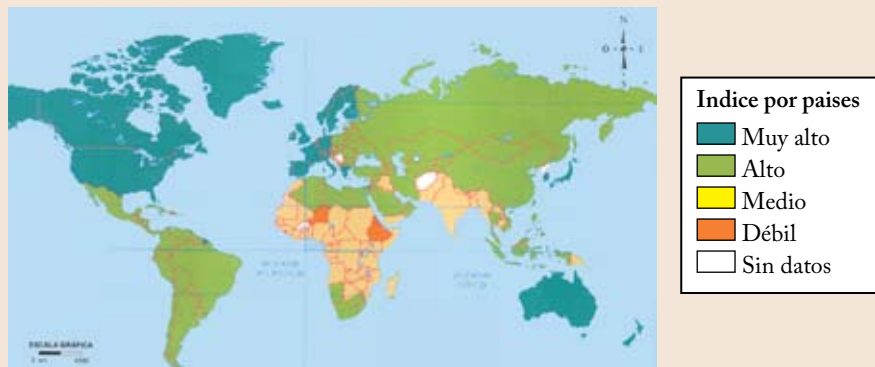 N
O
E
ESCALA GRÁFICA
Indice por paises
Muy alto
Alto
Medio
Débil
Sin datos